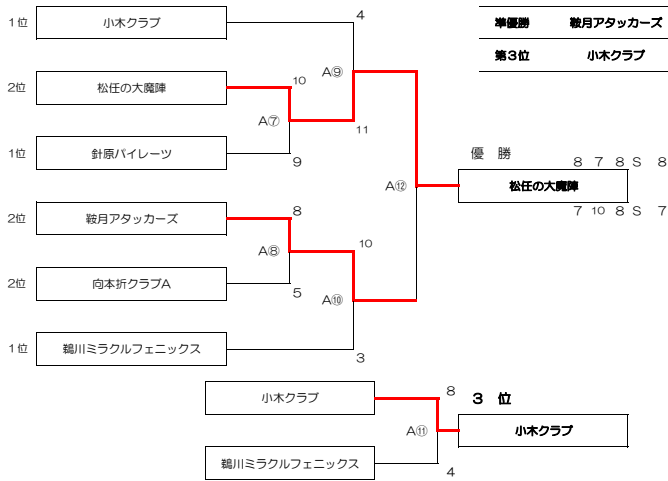 1位 小木クラブ 4
準優勝 鞍月アタッカーズ
第3位 小木クラブ
A⑨
2位 松任の大魔陣 10
A⑦
11
1位 針原パイレーツ 9
優 勝
8 7 8 S 8
A⑫ 松任の大魔陣
7 10 8 S 7
2位 鞍月アタッカーズ 8
10
A⑧
2位 向本折クラブA 5
A⑩
1位 鵜川ミラクルフェニックス 3
小木クラブ 8
3 位
A⑪ 小木クラブ
鵜川ミラクルフェニックス 4